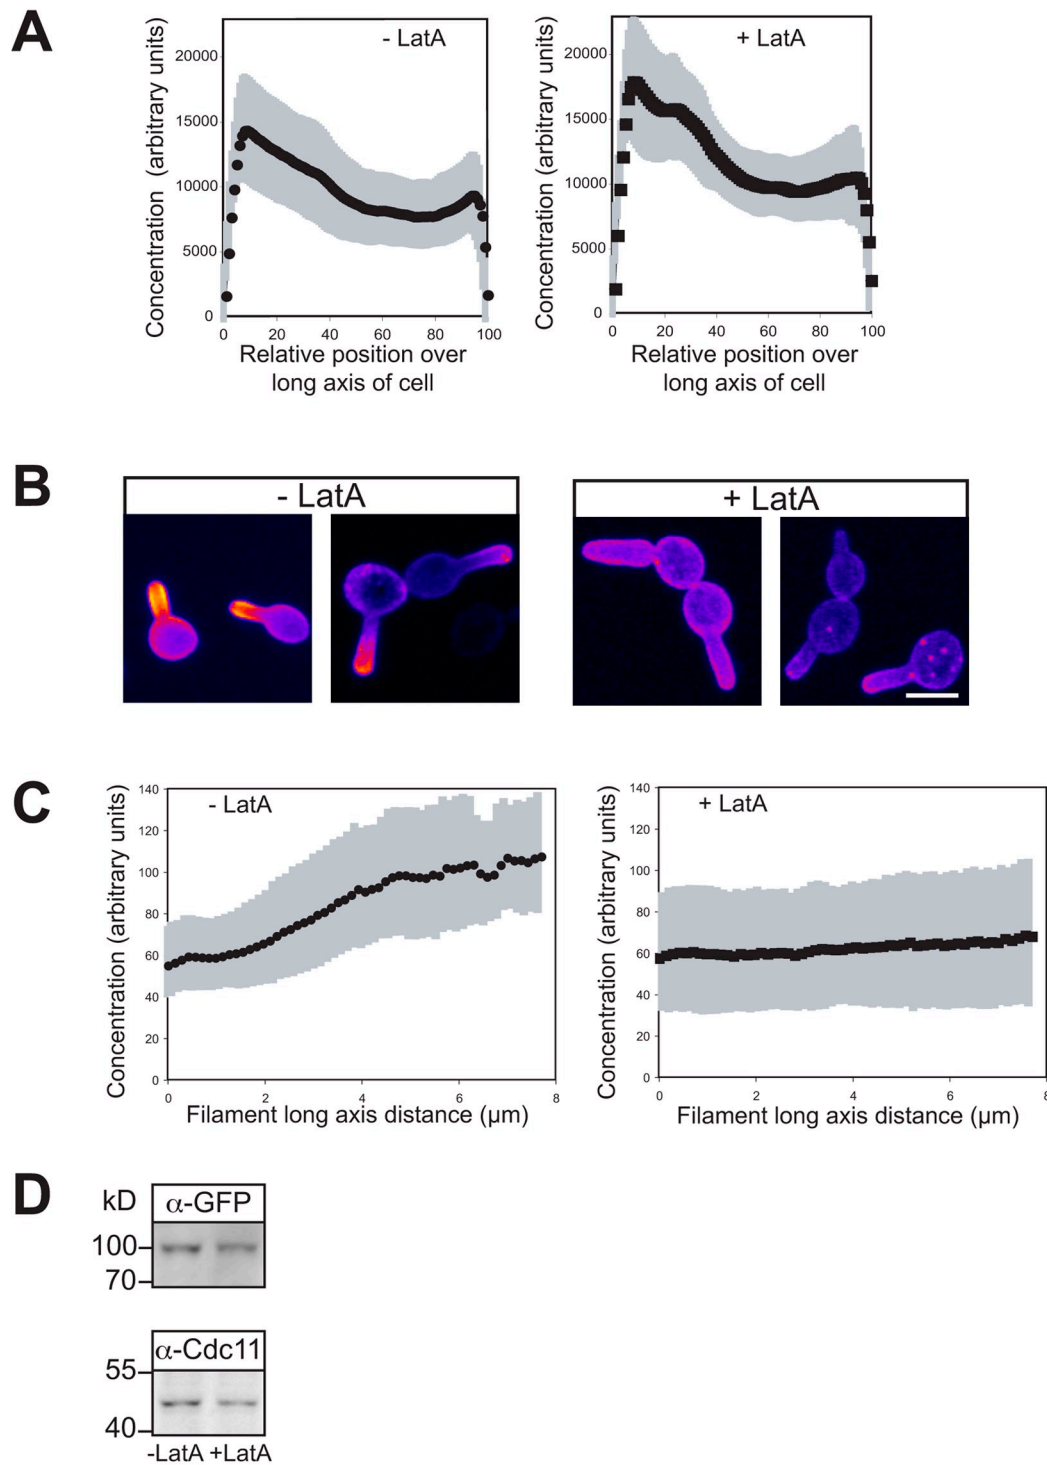 A
- LatA
+ LatA
Concentration (arbitrary units)
20000
15000
10000
5000
0
0 20 40 60 80 100
Relative position over
long axis of cell
Concentration (arbitrary units)
20000
15000
10000
5000
0
0 20 40 60 80 100
Relative position over
long axis of cell
B
- LatA
+ LatA
C
- LatA
Concentration (arbitrary units)
140
120
100
80
60
40
20
0
0 2 4 6 8
Filament long axis distance (µm)
+ LatA
Concentration (arbitrary units)
140
120
100
80
60
40
20
0
0 2 4 6 8
Filament long axis distance (µm)
D
kD
α-GFP
100
70
α-Cdc11
55
40
-LatA +LatA